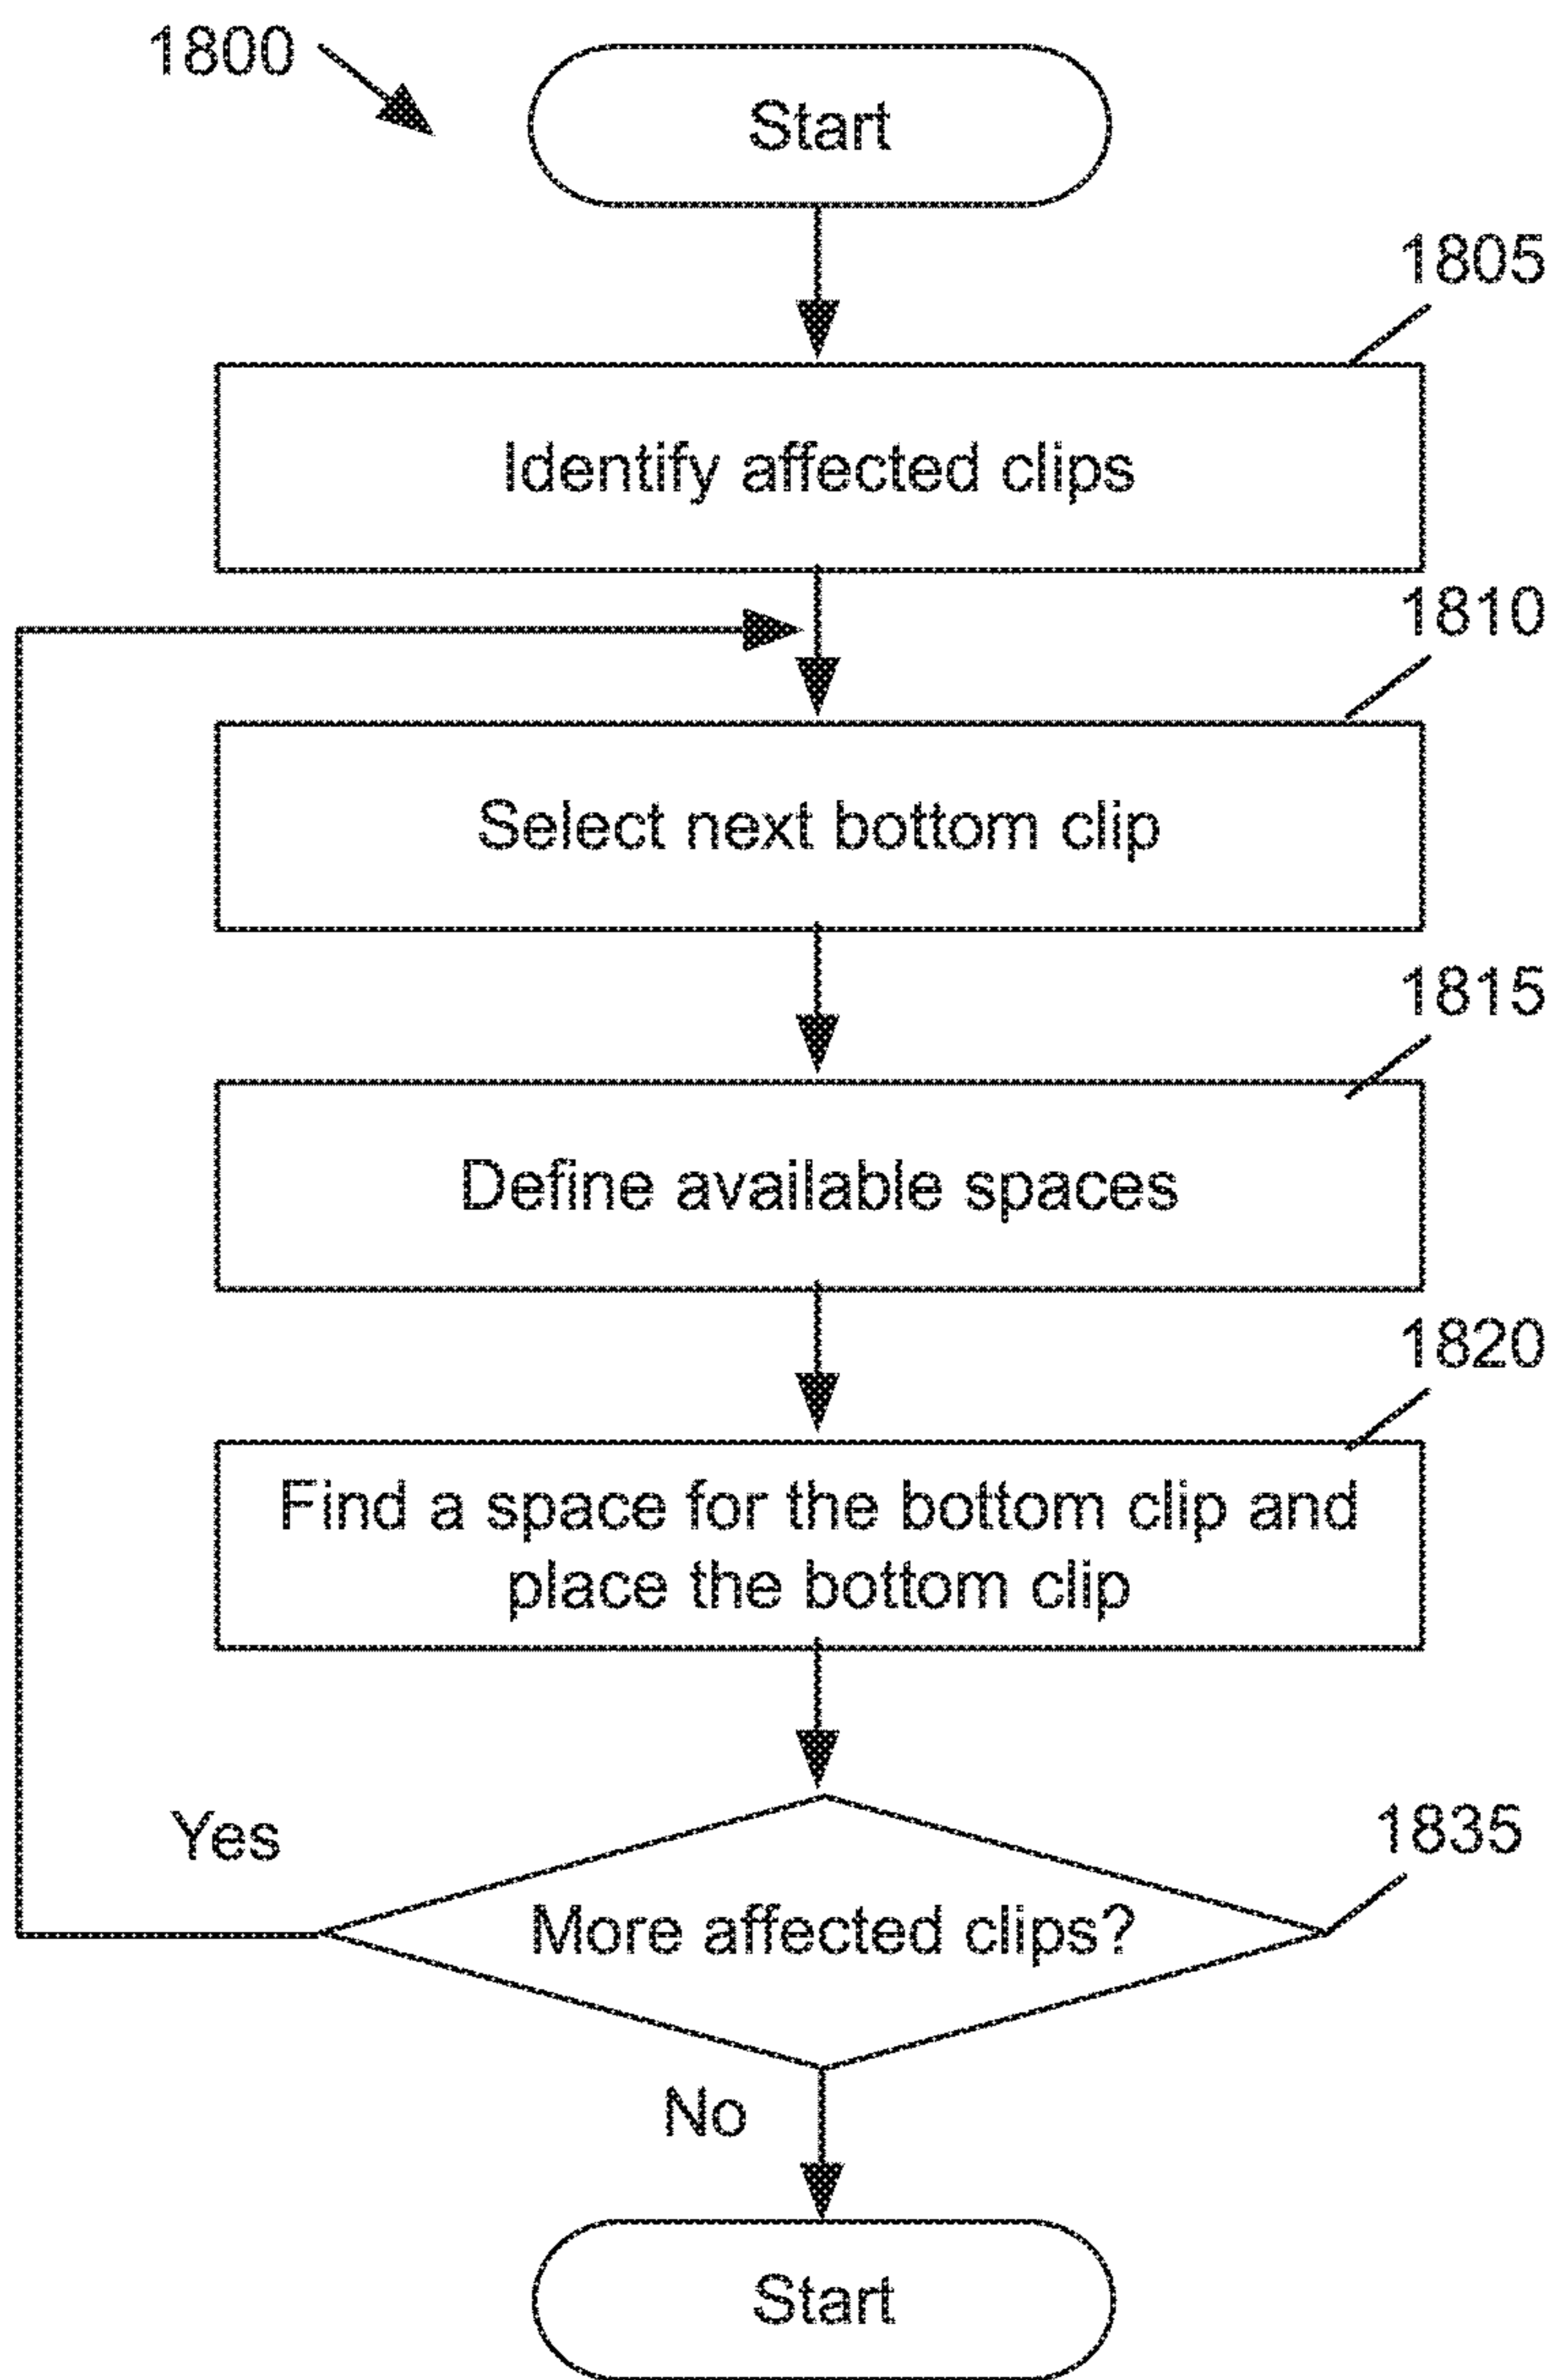 1800
Start
1805
Identify affected clips
1810
Select next bottom clip
1815
Define available spaces
1820
Find a space for the bottom clip and
place the bottom clip
Yes
1835
More affected clips?
No
Start